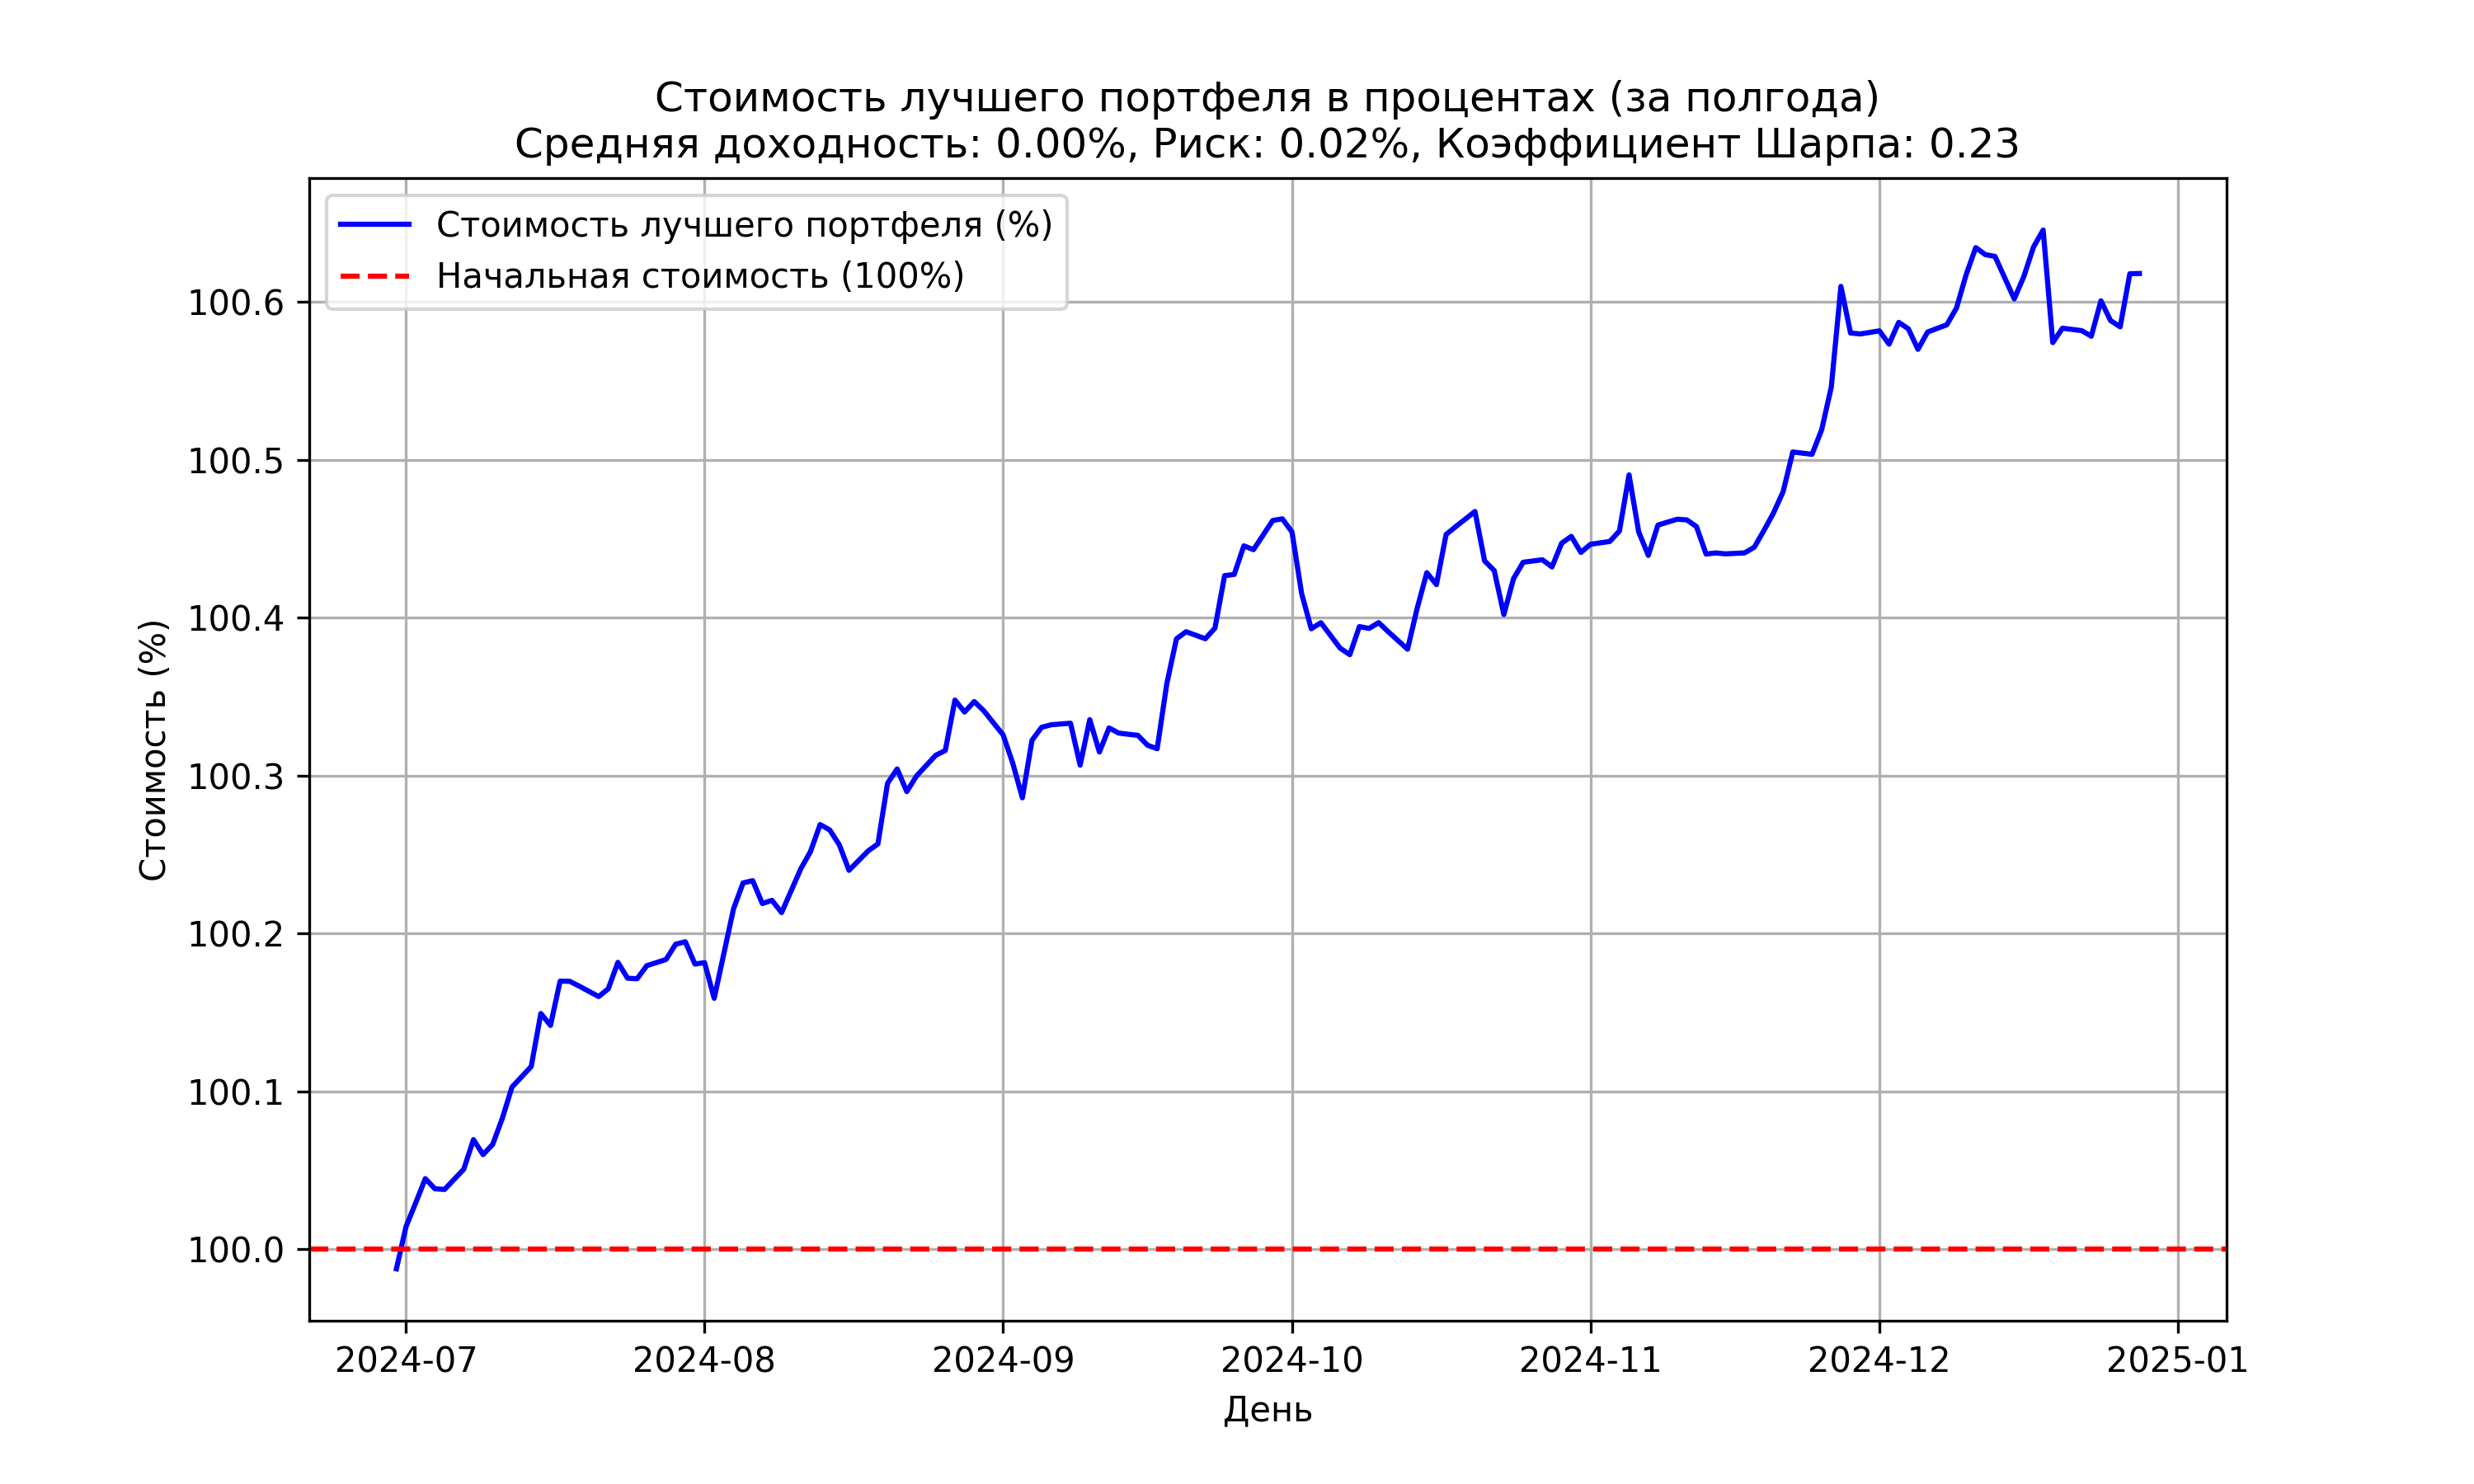 Стоимость лучшего портфеля в процентах (за полгода)
Средняя доходность: 0.00%, Риск: 0.02%, Коэффициент Шарпа: 0.23
Стоимость лучшего портфеля (%)
Начальная стоимость (100%)
Стоимость (%)
100.6
100.5
100.4
100.3
100.2
100.1
100.0
2024-07
2024-08
2024-09
2024-10
2024-11
2024-12
2025-01
День